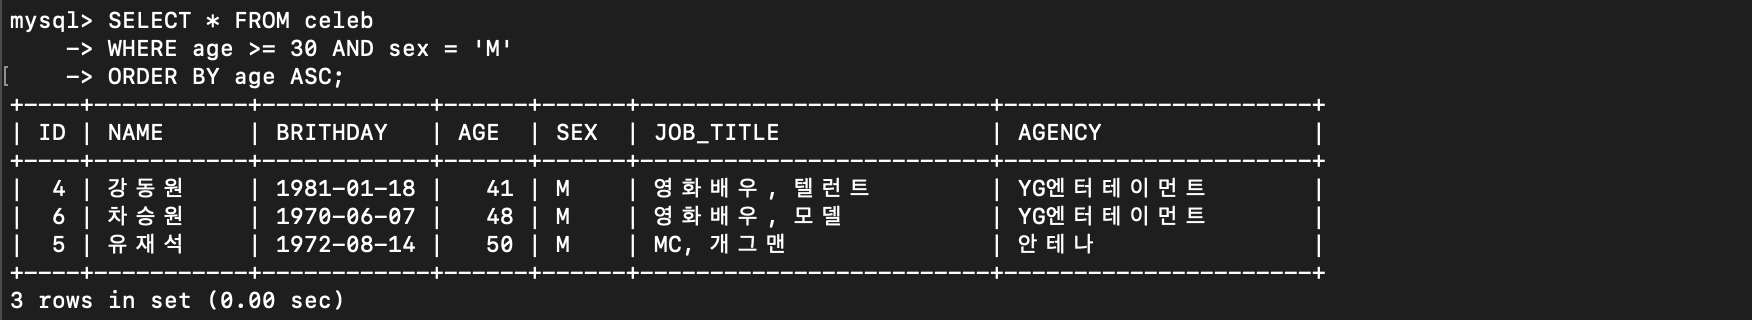 mysql> SELECT * FROM celeb
    -> WHERE age >= 30 AND sex = 'M'
[    -> ORDER BY age ASC;
+----+-----------+------------+------+------+-------------------------+----------------------+
| ID | NAME      | BRITHDAY   | AGE  | SEX  | JOB_TITLE               | AGENCY               |
+----+-----------+------------+------+------+-------------------------+----------------------+
|  4 | 강동원    | 1981-01-18 |   41 | M    | 영화배우, 텔런트        | YG엔터테이먼트       |
|  6 | 차승원    | 1970-06-07 |   48 | M    | 영화배우, 모델          | YG엔터테이먼트       |
|  5 | 유재석    | 1972-08-14 |   50 | M    | MC, 개그맨              | 안테나               |
+----+-----------+------------+------+------+-------------------------+----------------------+
3 rows in set (0.00 sec)